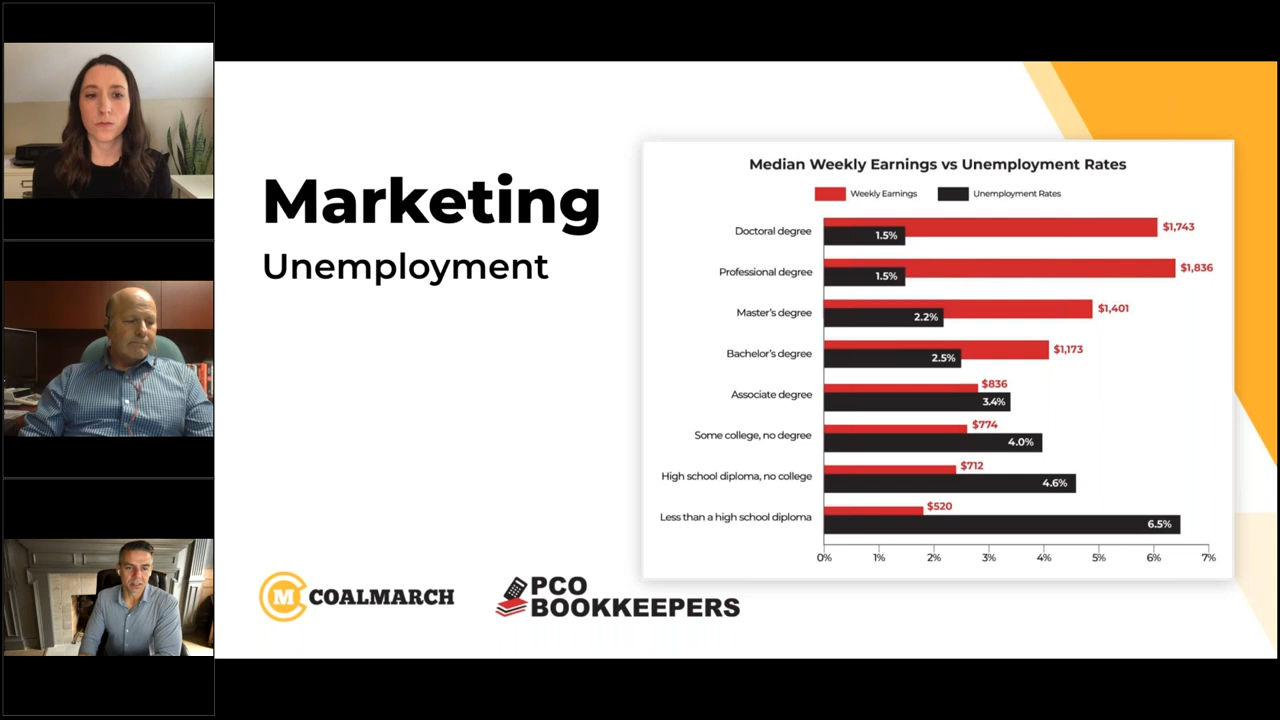 Marketing
Unemployment
Median Weekly Earnings vs Unemployment Rates
Weekly Earnings
Unemployment Rates
Doctoral degree
1.5%
$1,743
Professional degree
1.5%
$1,836
Master's degree
2.2%
$1,401
Bachelor's degree
2.5%
$1,173
Associate degree
$836
3.4%
Some college, no degree
$774
4.0%
High school diploma, no college
$712
4.6%
Less than a high school diploma
$520
6.5%
0% 1% 2% 3% 4% 5% 6% 7%
M COALMARCH
PCO
BOOKKEEPERS